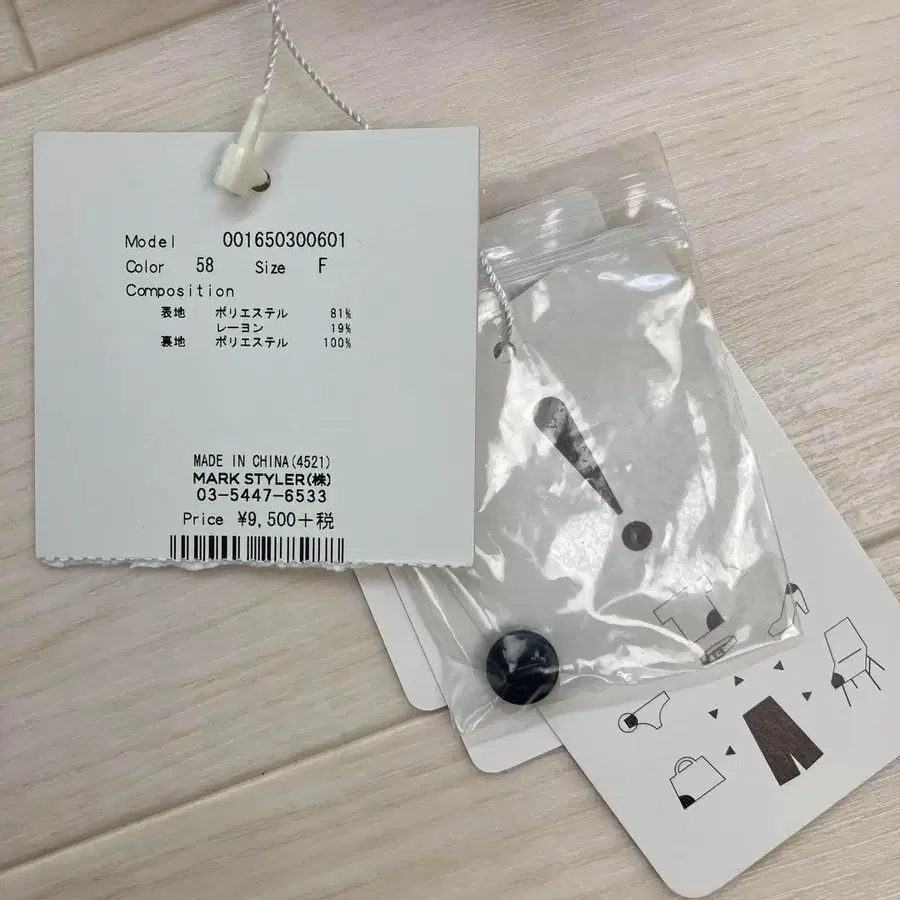 Model 001650300601
Color 58 Size F
Composition
表地 ポリエステル 81%
レーヨン 19%
裏地 ポリエステル 100%
MADE IN CHINA(4521)
MARK STYLER(株)
03-5447-6533
Price ¥9,500+税